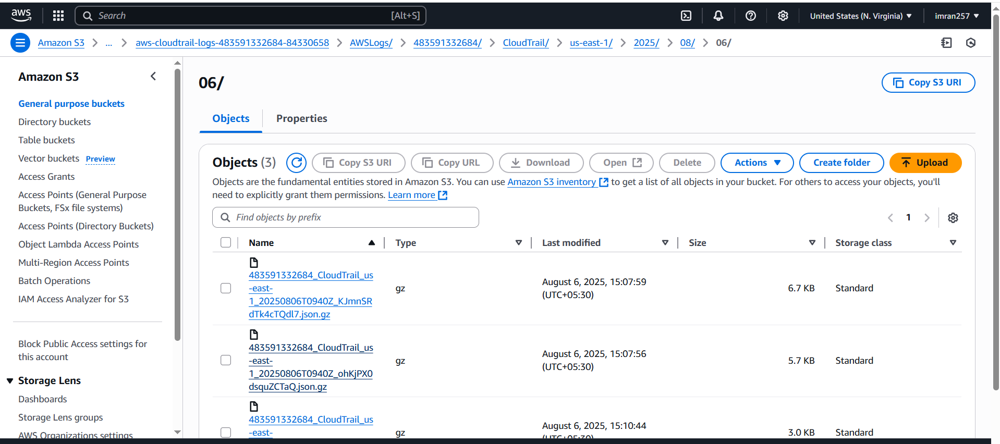 aws
Search
[Alt+S]
United States (N. Virginia)
imran257
Amazon S3
...
aws-cloudtrail-logs-483591332684-84330658
AWSLogs/
483591332684/
CloudTrail/
us-east-1/
2025/
08/
06/
Amazon S3
General purpose buckets
Directory buckets
Table buckets
Vector buckets Preview
Access Grants
Access Points (General Purpose
Buckets, FSx file systems)
Access Points (Directory Buckets)
Object Lambda Access Points
Multi-Region Access Points
Batch Operations
IAM Access Analyzer for S3
Block Public Access settings for
this account
Storage Lens
Dashboards
Storage Lens groups
AWS Organizations settings
06/
Copy S3 URI
Objects
Properties
Objects (3)
Copy S3 URI
Copy URL
Download
Open
Delete
Actions
Create folder
Upload
Objects are the fundamental entities stored in Amazon S3. You can use Amazon S3 inventory to get a list of all objects in your bucket. For others to access your objects, you'll
need to explicitly grant them permissions. Learn more
Find objects by prefix
1
Name
Type
Last modified
Size
Storage class
483591332684_CloudTrail_us
-east-
1_20250806T0940Z_KJmnSR
dTk4cTQdl7.json.gz
gz
August 6, 2025, 15:07:59
(UTC+05:30)
6.7 KB
Standard
483591332684_CloudTrail_us
-east-
1_20250806T0940Z_ohKjPX0
dsquZCTaQ.json.gz
gz
August 6, 2025, 15:07:56
(UTC+05:30)
5.7 KB
Standard
483591332684_CloudTrail_us
-east-
gz
August 6, 2025, 15:10:44
(UTC+05:30)
3.0 KB
Standard